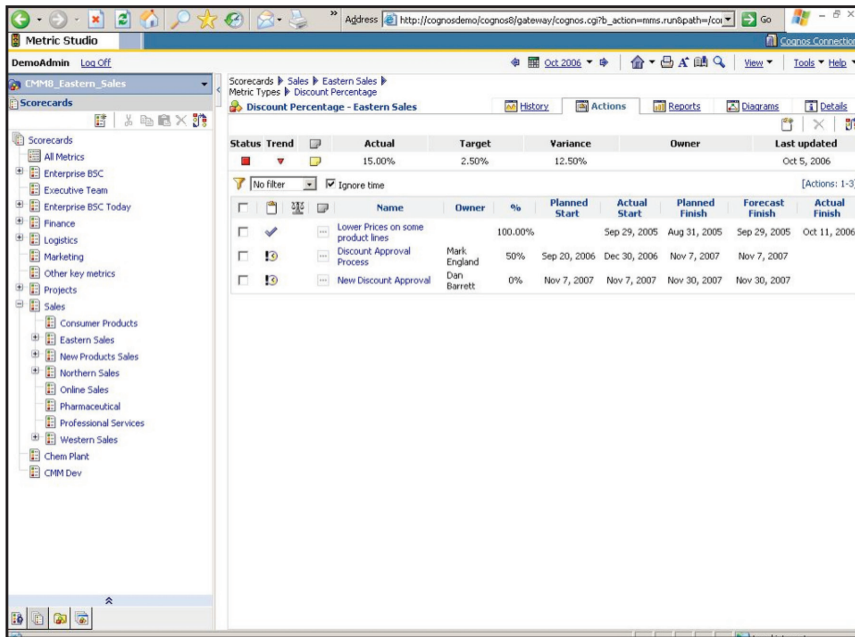 Address http://cognosdemo/cognos8/gateway/cognos.cgi?b_action=mms.run&path=/co Go
Metric Studio
Cognos Connection
DemoAdmin Log Off
Oct 2006
View
Tools
Help
CMM8_Eastern_Sales
Scorecards
Scorecards
All Metrics
Enterprise BSC
Executive Team
Enterprise BSC Today
Finance
Logistics
Marketing
Other key metrics
Projects
Sales
Consumer Products
Eastern Sales
New Products Sales
Northern Sales
Online Sales
Pharmaceutical
Professional Services
Western Sales
Chem Plant
CMM Dev
Scorecards Sales Eastern Sales
Metric Types Discount Percentage
Discount Percentage - Eastern Sales
History Actions Reports Diagrams Details
Status Trend Actual Target Variance Owner Last updated
15.00% 2.50% 12.50% Oct 5, 2006
No filter Ignore time [Actions: 1-3
Name Owner % Planned Start Actual Start Planned Finish Forecast Finish Actual Finish
Lower Prices on some product lines 100.00% Sep 29, 2005 Aug 31, 2005 Sep 29, 2005 Oct 11, 2006
Discount Approval Process Mark England 50% Sep 20, 2006 Dec 30, 2006 Nov 7, 2007 Nov 7, 2007
New Discount Approval Dan Barrett 0% Nov 7, 2007 Nov 7, 2007 Nov 30, 2007 Nov 30, 2007